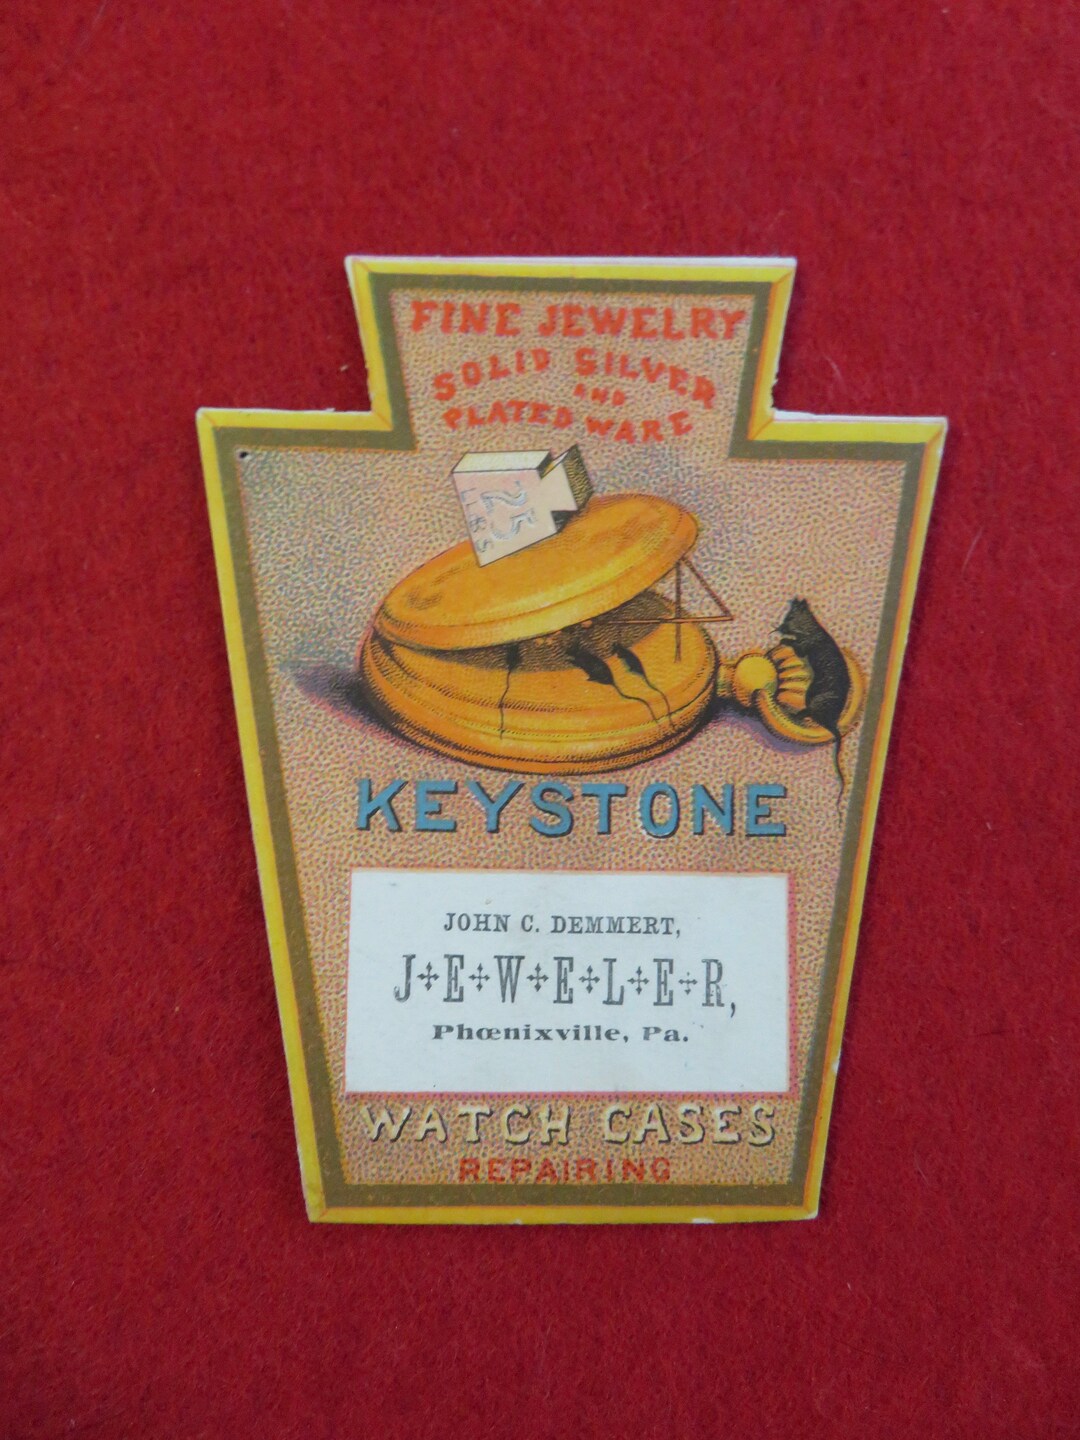 FINE JEWELRY
SOLID SILVER
AND
PLATED WARE
25
LBS
KEYSTONE
JOHN C. DEMMERT,
J✢E✢W✢E✢L✢E✢R,
Phœnixville, Pa.
WATCH CASES
REPAIRING